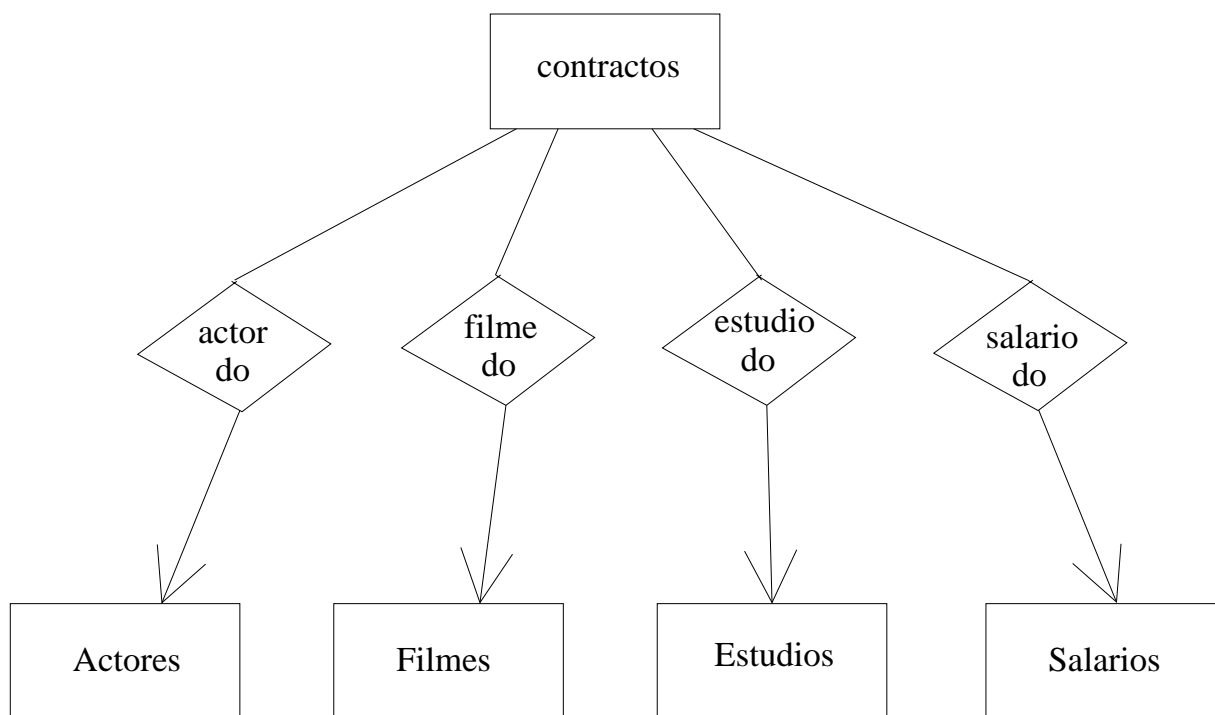 contractos
actor
do
filme
do
estudio
do
salario
do
Actores
Filmes
Estudios
Salarios